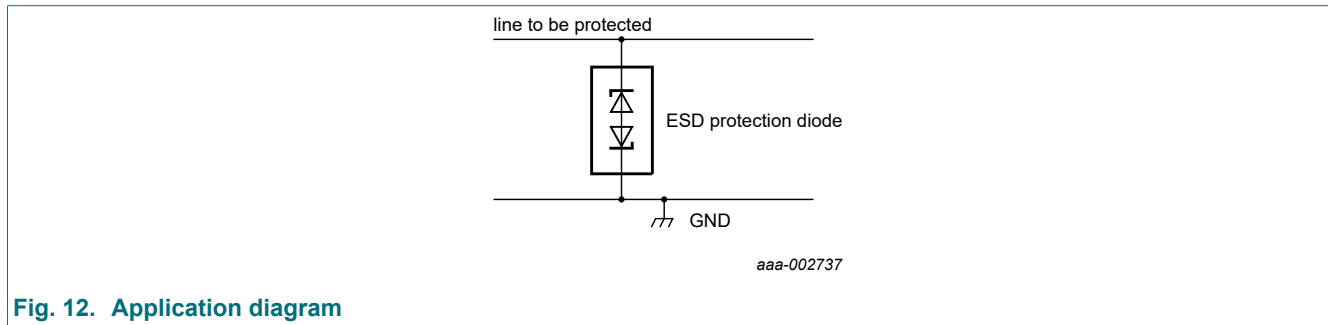 line to be protected
ESD protection diode
GND
aaa-002737
Fig. 12. Application diagram